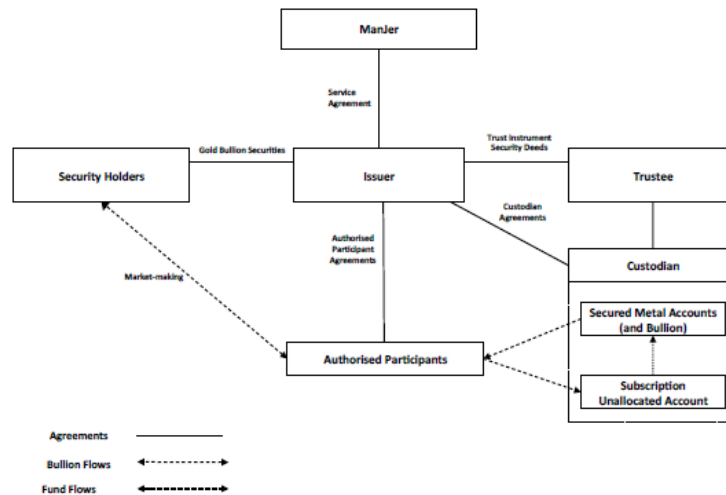 ManJer
Service
Agreement
Gold Bullion Securities
Trust Instrument
Security Deeds
Security Holders
Issuer
Trustee
Custodian
Agreements
Authorised
Participant
Agreements
Custodian
Market-making
Secured Metal Accounts
(and Bullion)
Authorised Participants
Subscription
Unallocated Account
Agreements
Bullion Flows
Fund Flows